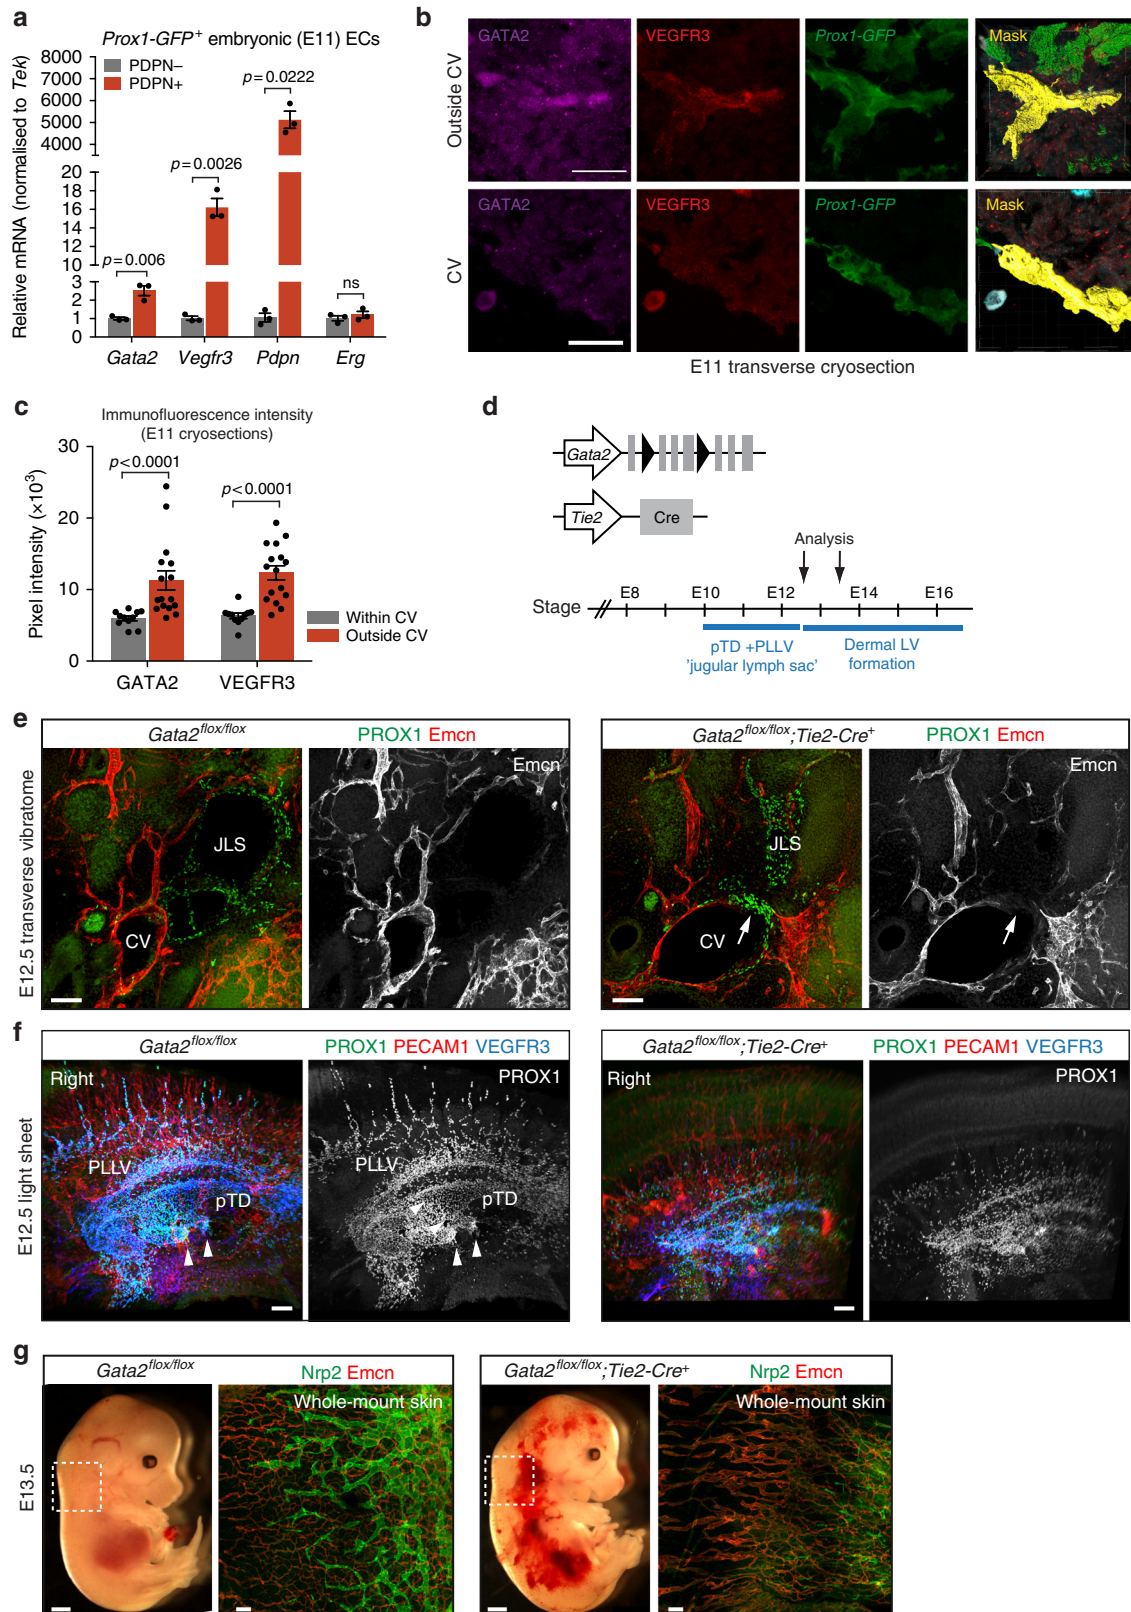 a
Prox1-GFP+ embryonic (E11) ECs
PDPN–
PDPN+
Relative mRNA (normalised to Tek)
8000
7000
6000
5000
4000
20
18
16
14
12
10
3
2
1
0
p=0.006
p=0.0026
p=0.0222
ns
Gata2 Vegfr3 Pdpn Erg
b
Outside CV
GATA2 VEGFR3 Prox1-GFP Mask
CV
GATA2 VEGFR3 Prox1-GFP Mask
E11 transverse cryosection
c
Immunofluorescence intensity
(E11 cryosections)
Pixel intensity (×10³)
30
20
10
0
p<0.0001
p<0.0001
Within CV
Outside CV
GATA2 VEGFR3
d
Gata2
Tie2 Cre
Analysis
Stage E8 E10 E12 E14 E16
pTD +PLLV
'jugular lymph sac'
Dermal LV
formation
e
E12.5 transverse vibratome
Gata2flox/flox PROX1 Emcn
Emcn
JLS
CV
Gata2flox/flox;Tie2-Cre+ PROX1 Emcn
Emcn
JLS
CV
f
E12.5 light sheet
Gata2flox/flox PROX1 PECAM1 VEGFR3
Right PROX1
PLLV PLLV
pTD pTD
Gata2flox/flox;Tie2-Cre+ PROX1 PECAM1 VEGFR3
Right PROX1
g
E13.5
Gata2flox/flox Nrp2 Emcn
Whole-mount skin
Gata2flox/flox;Tie2-Cre+ Nrp2 Emcn
Whole-mount skin